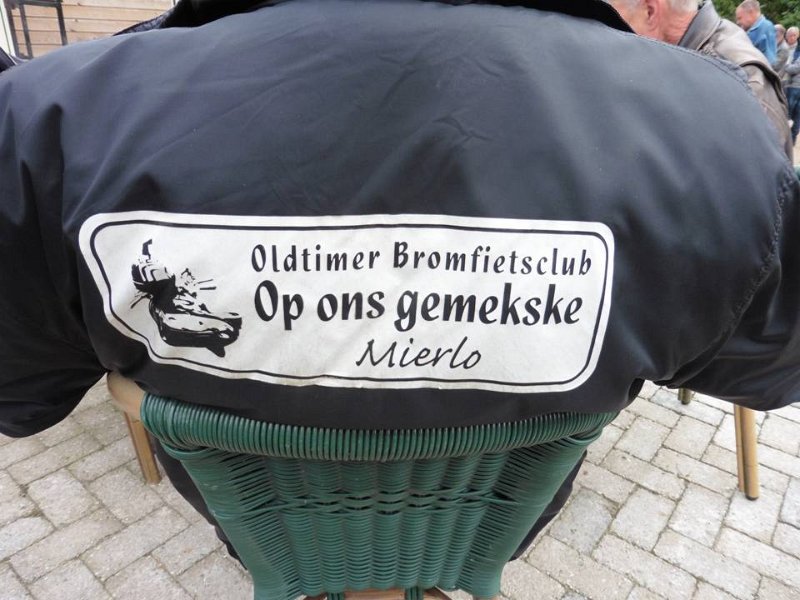 Oldtimer Bromfietsclub
Op ons gemekske
Mierlo